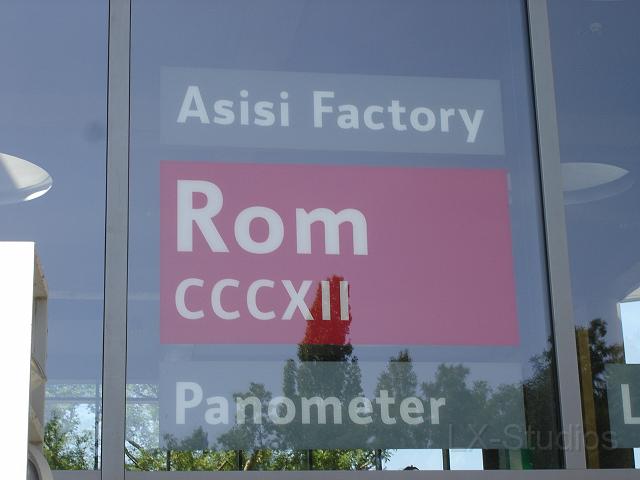 Asisi Factory
Rom
CCCXII
Panometer
L
LX-Studios